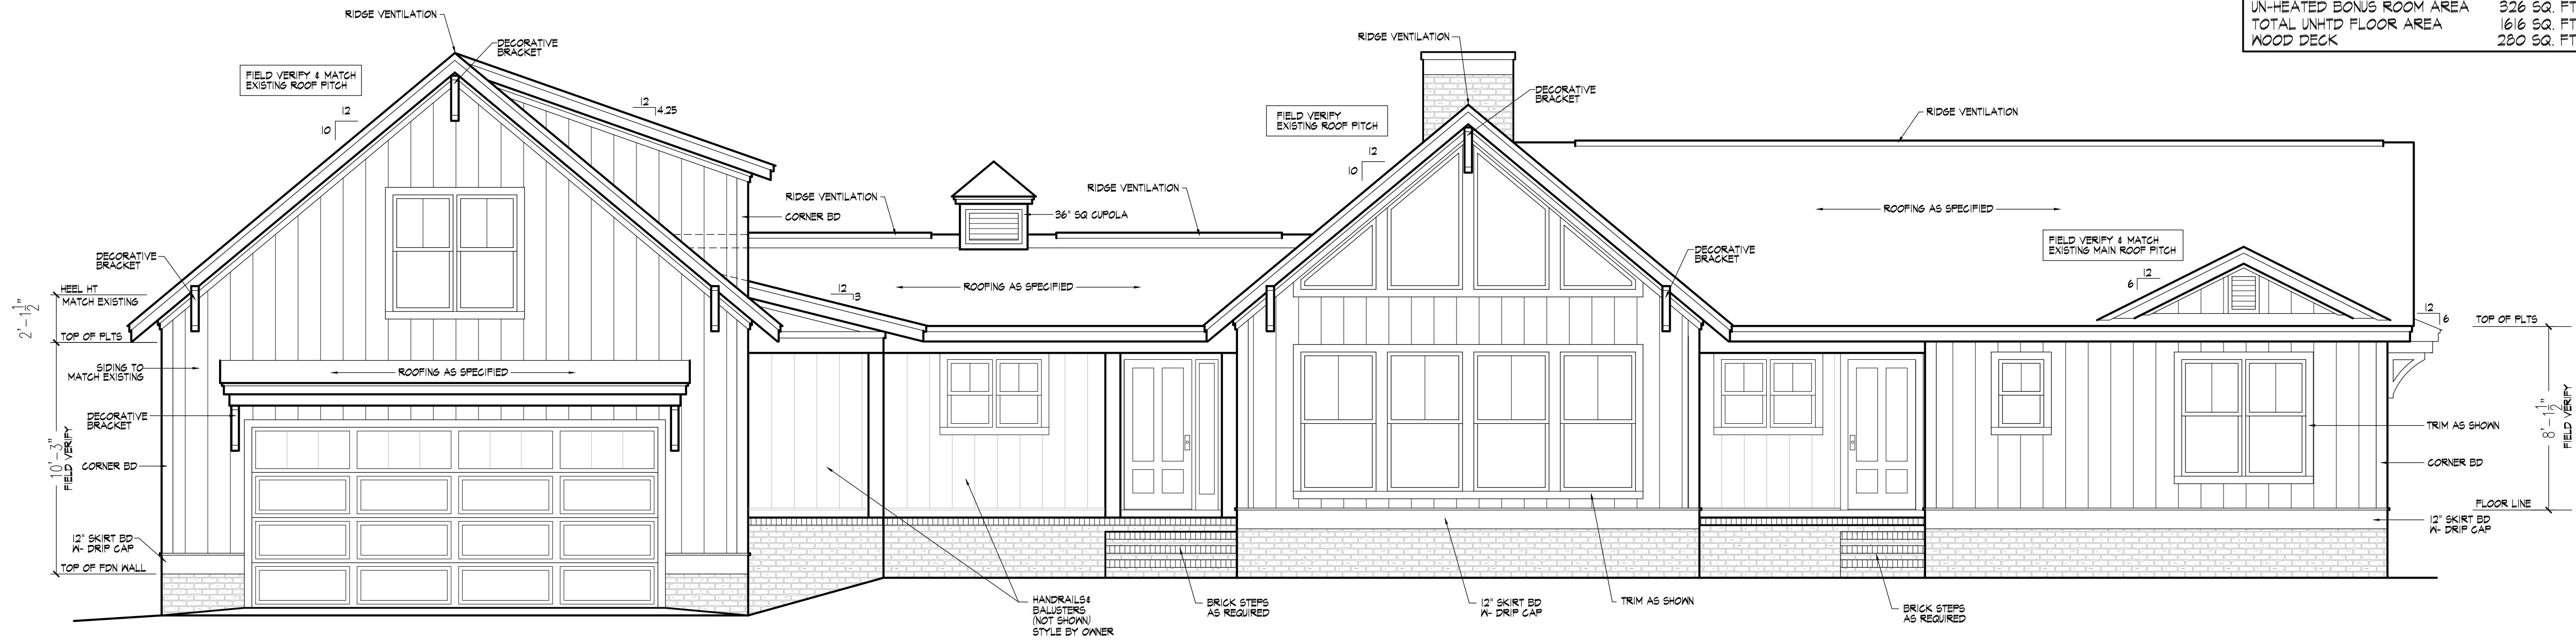 UN-HEATED BONUS ROOM AREA 326 SQ. FT
TOTAL UNHTD FLOOR AREA 1616 SQ. FT
WOOD DECK 280 SQ. FT
RIDGE VENTILATION
DECORATIVE
BRACKET
FIELD VERIFY & MATCH
EXISTING ROOF PITCH
12
10
12
4.25
RIDGE VENTILATION
DECORATIVE
BRACKET
FIELD VERIFY
EXISTING ROOF PITCH
12
10
RIDGE VENTILATION
RIDGE VENTILATION
RIDGE VENTILATION
36" SQ CUPOLA
CORNER BD
ROOFING AS SPECIFIED
FIELD VERIFY & MATCH
EXISTING MAIN ROOF PITCH
12
6
DECORATIVE
BRACKET
DECORATIVE
BRACKET
HEEL HT
MATCH EXISTING
2'-1 1/2"
TOP OF PLTS
ROOFING AS SPECIFIED
12
3
12
6
TOP OF PLTS
SIDING TO
MATCH EXISTING
ROOFING AS SPECIFIED
DECORATIVE
BRACKET
10'-3"
FIELD VERIFY
CORNER BD
8'-1 1/2"
FIELD VERIFY
TRIM AS SHOWN
CORNER BD
FLOOR LINE
12" SKIRT BD
W- DRIP CAP
12" SKIRT BD
W- DRIP CAP
TOP OF FDN WALL
HANDRAILS&
BALUSTERS
(NOT SHOWN)
STYLE BY OWNER
BRICK STEPS
AS REQUIRED
12" SKIRT BD
W- DRIP CAP
TRIM AS SHOWN
BRICK STEPS
AS REQUIRED